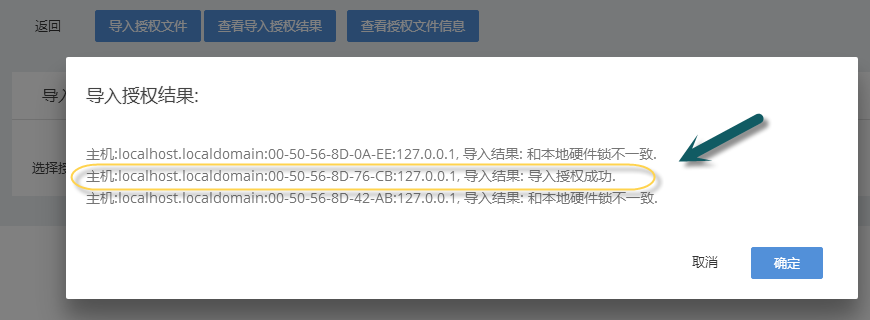 返回 导入授权文件 查看导入授权结果 查看授权文件信息
导入授权结果:
导入
主机:localhost.localdomain:00-50-56-8D-0A-EE:127.0.0.1, 导入结果: 和本地硬件锁不一致.
选择授
主机:localhost.localdomain:00-50-56-8D-76-CB:127.0.0.1, 导入结果: 导入授权成功.
主机:localhost.localdomain:00-50-56-8D-42-AB:127.0.0.1, 导入结果: 和本地硬件锁不一致.
取消 确定